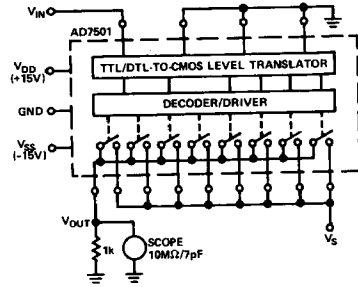 VIN
AD7501
VDD
(+15V)
TTL/DTL-TO-CMOS LEVEL TRANSLATOR
GND
DECODER/DRIVER
VSS
(-15V)
VOUT
1k
SCOPE
10MΩ/7pF
VS